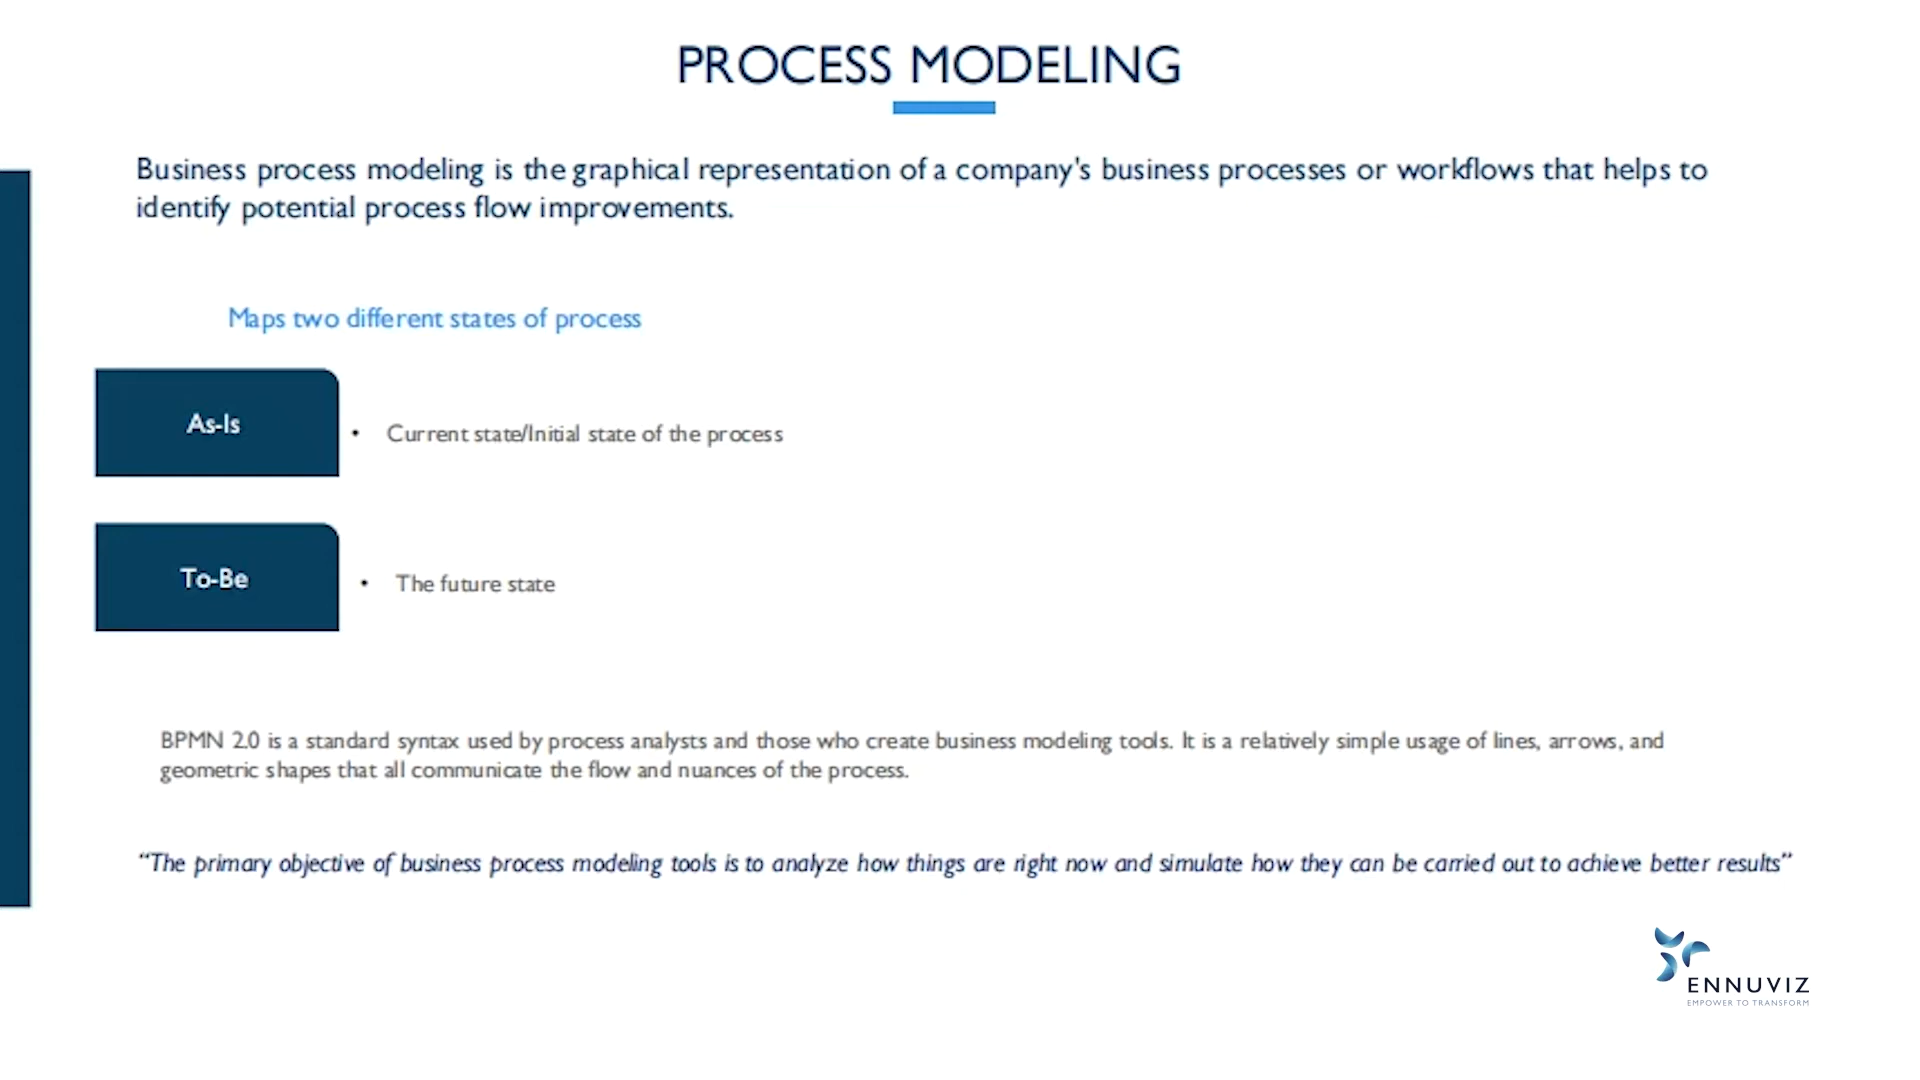 PROCESS MODELING
Business process modeling is the graphical representation of a company's business processes or workflows that helps to
identify potential process flow improvements.
Maps two different states of process
As-Is
• Current state/Initial state of the process
To-Be
• The future state
BPMN 2.0 is a standard syntax used by process analysts and those who create business modeling tools. It is a relatively simple usage of lines, arrows, and
geometric shapes that all communicate the flow and nuances of the process.
“The primary objective of business process modeling tools is to analyze how things are right now and simulate how they can be carried out to achieve better results”
ENNUVIZ
EMPOWER TO TRANSFORM